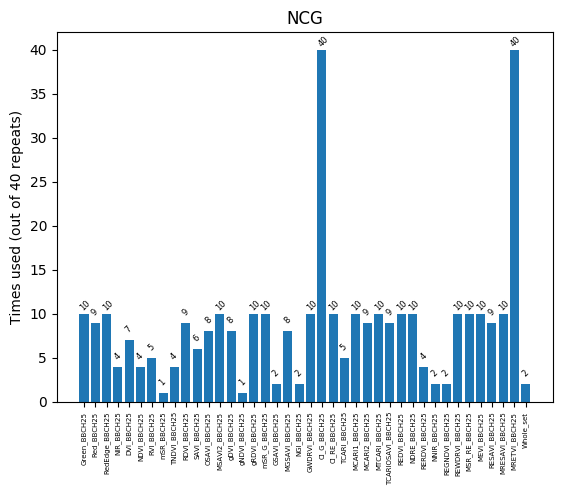 NCG
Times used (out of 40 repeats)
40
35
30
25
20
15
10
5
0
10
9
10
4
7
4
5
1
4
9
6
8
10
8
1
10
10
2
8
2
10
40
10
5
10
9
10
9
10
10
4
2
2
10
10
10
9
10
40
2
Green_BBCH25
Red_BBCH25
RedEdge_BBCH25
NIR_BBCH25
DVI_BBCH25
NDVI_BBCH25
RVI_BBCH25
mSR_BBCH25
TNDVI_BBCH25
RDVI_BBCH25
SAVI_BBCH25
OSAVI_BBCH25
MSAVI2_BBCH25
gDVI_BBCH25
gNDVI_BBCH25
gRDVI_BBCH25
mSR_G_BBCH25
GSAVI_BBCH25
MGSAVI_BBCH25
NGI_BBCH25
GWDRVI_BBCH25
CI_G_BBCH25
CI_RE_BBCH25
TCARI_BBCH25
MCARI1_BBCH25
MCARI2_BBCH25
MTCARI_BBCH25
TCARIOSAVI_BBCH25
REDVI_BBCH25
NDRE_BBCH25
RERDVI_BBCH25
NNIR_BBCH25
REGNDVI_BBCH25
REWDRVI_BBCH25
MSR_RE_BBCH25
MEVI_BBCH25
RESAVI_BBCH25
MRESAVI_BBCH25
MRETVI_BBCH25
Whole_set